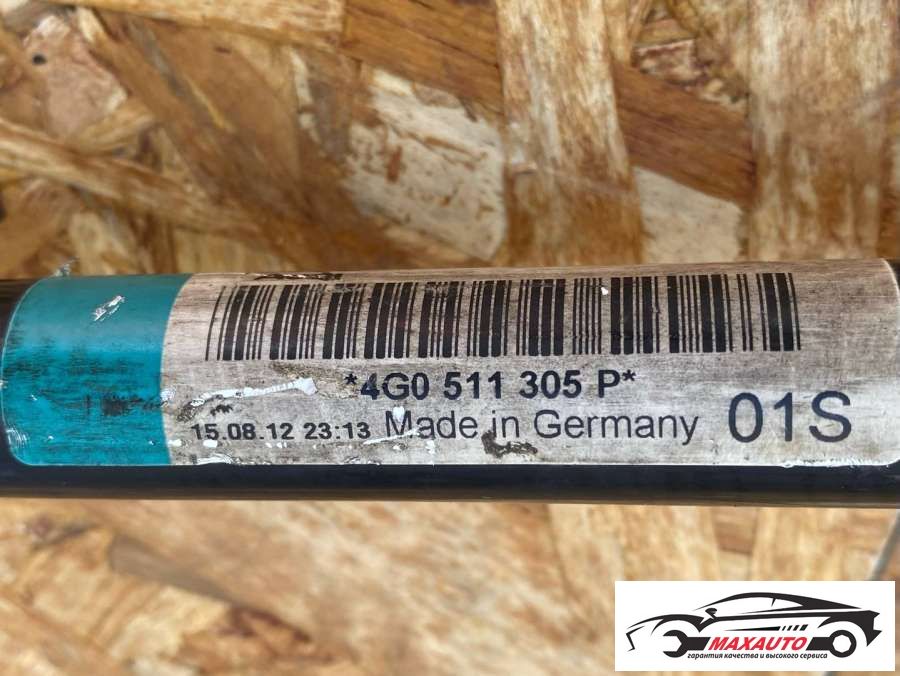 *4G0 511 305 P*
15.08.12 23:13 Made in Germany 01S
MAXAUTO
гарантия качества и высокого сервиса